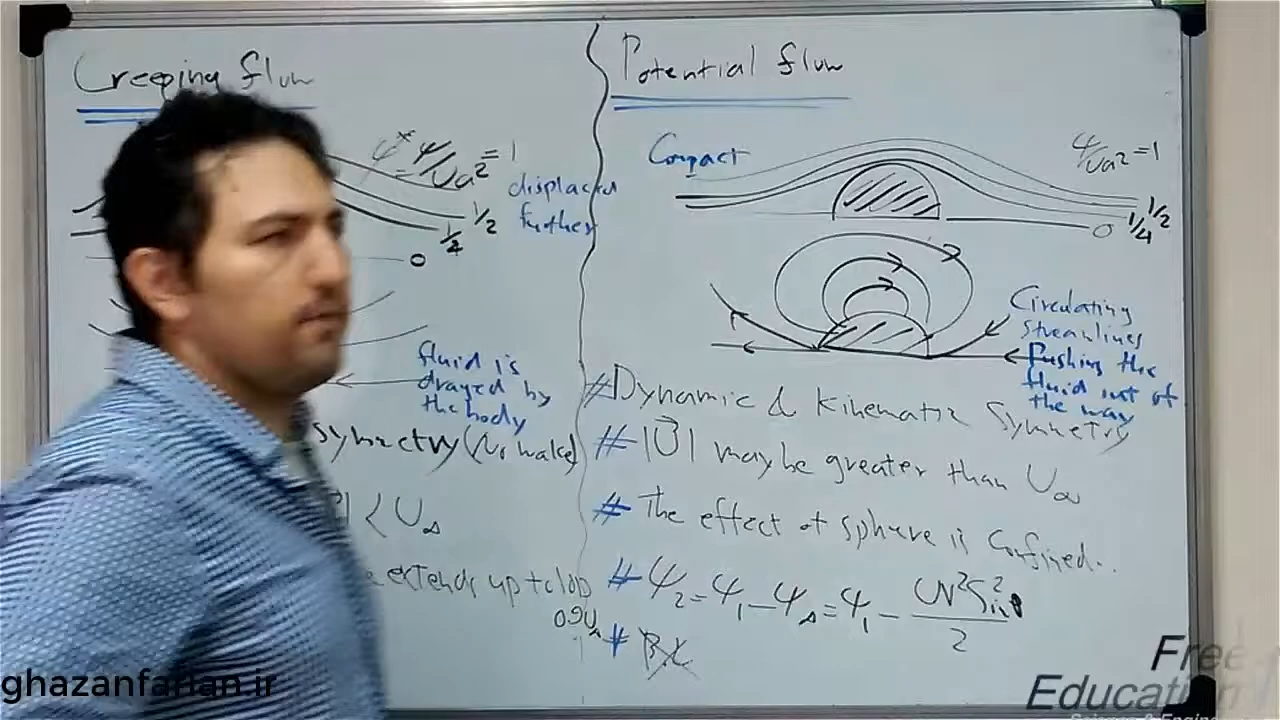 Creeping flow
ψ* = ψ/Ua² = 1
displaced
further
1/2
1/4
0
fluid is
draged by
the body
symmetry (No wake)
| < U∞
extends up to 10D
0.9U∞
Potential flow
Compact
ψ/Ua² = 1
1/2
1/4
0
Circulating
streamlines
Pushing the
fluid out of
the way
# Dynamic & Kinematic Symmetry
# |U⃗| may be greater than U∞
# The effect of sphere is Confined..
# ψ₂ = ψ₁ - ψ∞ = ψ₁ - Ur² Sin²θ / 2
#
Free
Education
ghazanfarian.ir